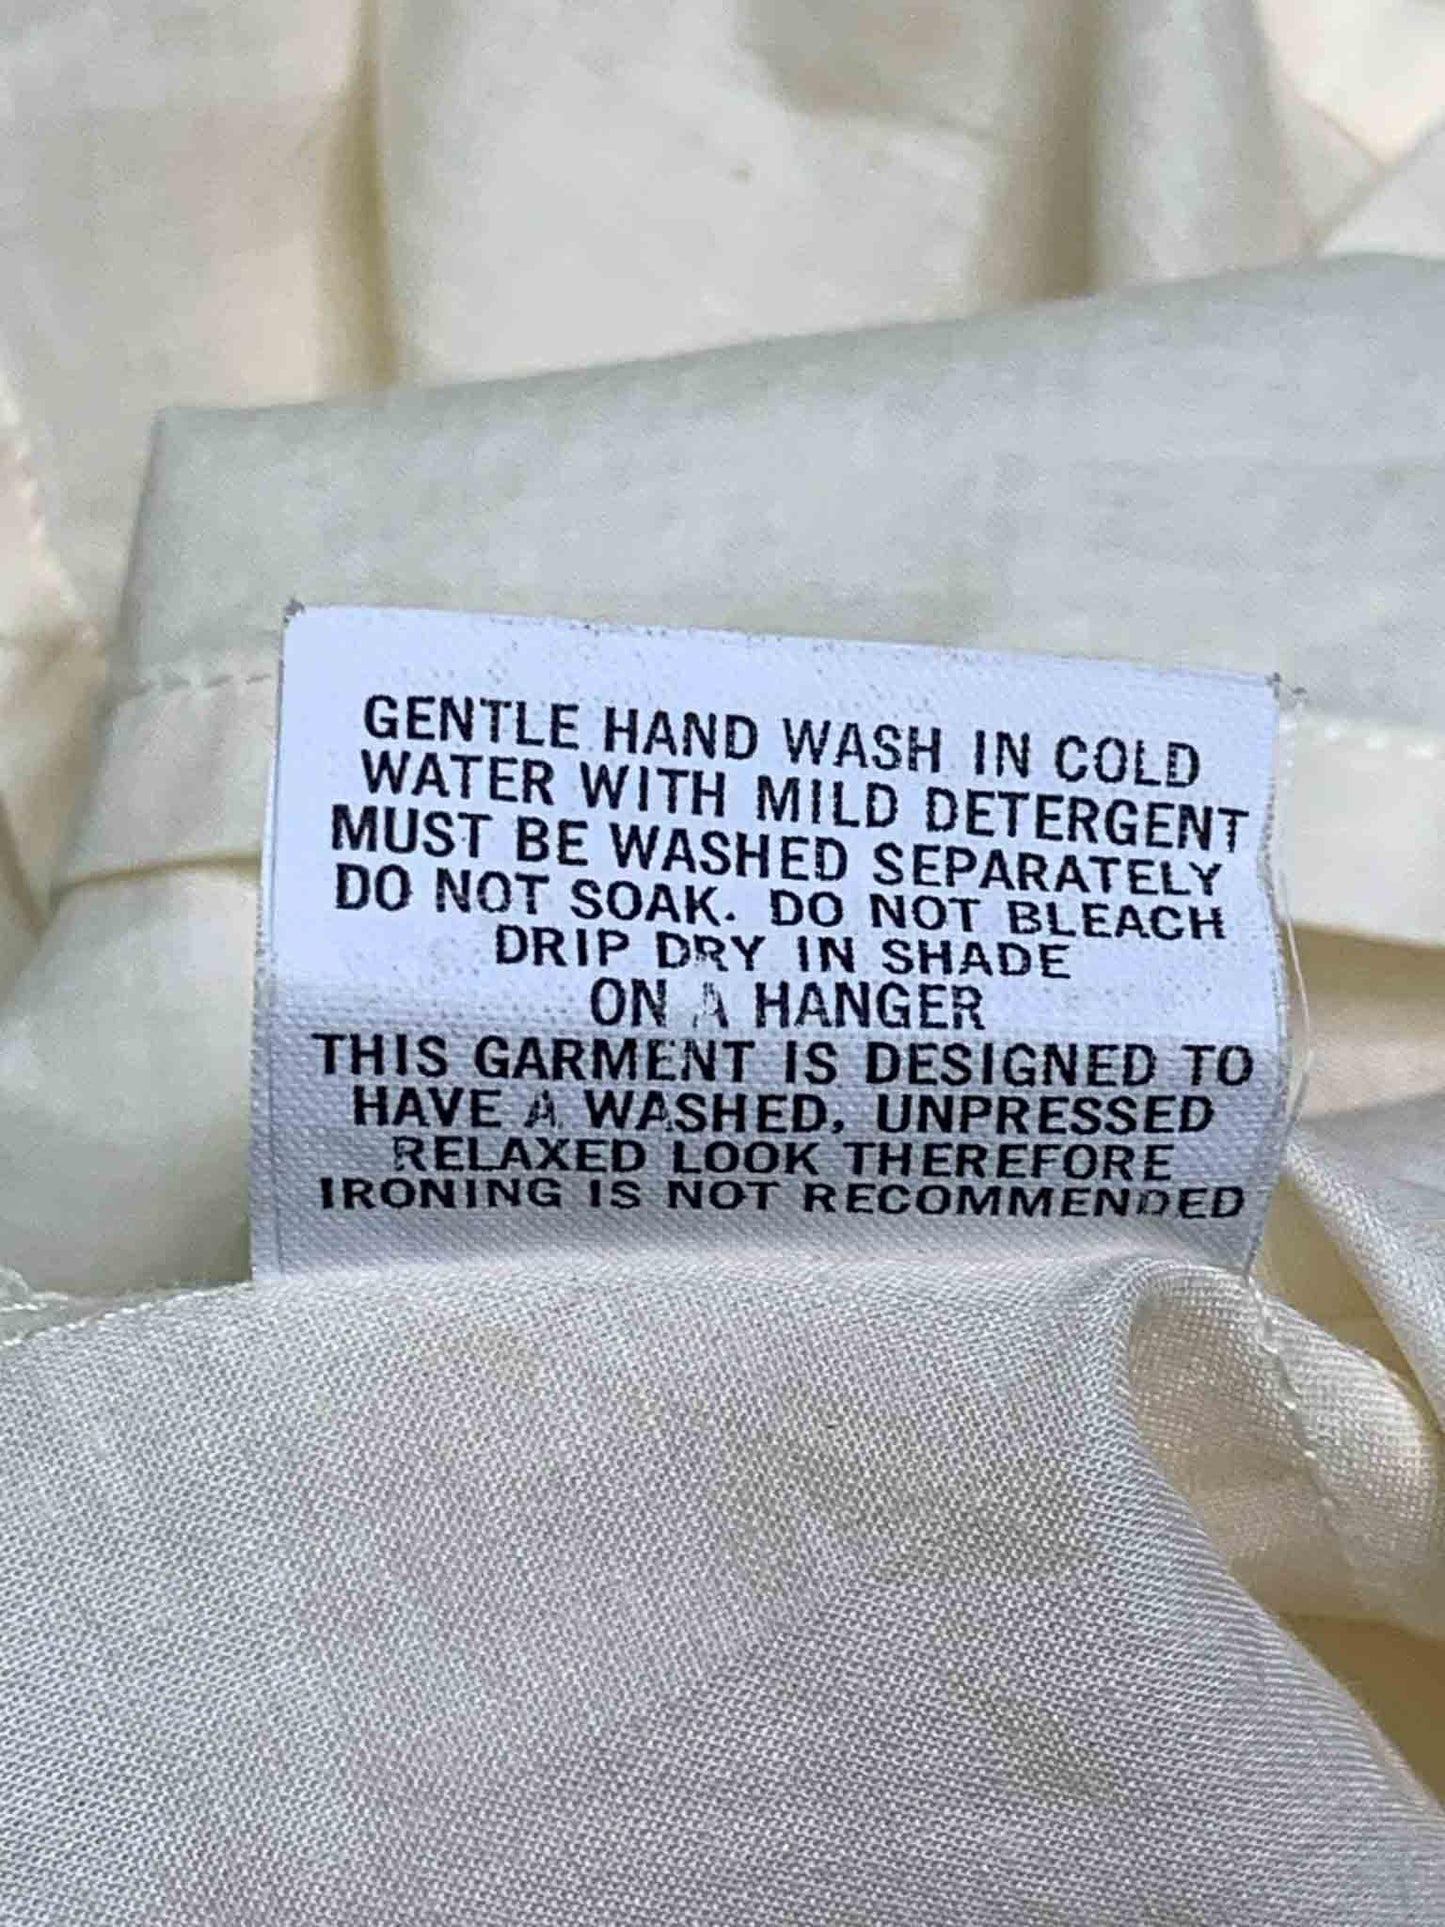 GENTLE HAND WASH IN COLD
WATER WITH MILD DETERGENT
MUST BE WASHED SEPARATELY
DO NOT SOAK. DO NOT BLEACH
DRIP DRY IN SHADE
ON A HANGER
THIS GARMENT IS DESIGNED TO
HAVE A WASHED, UNPRESSED
RELAXED LOOK THEREFORE
IRONING IS NOT RECOMMENDED